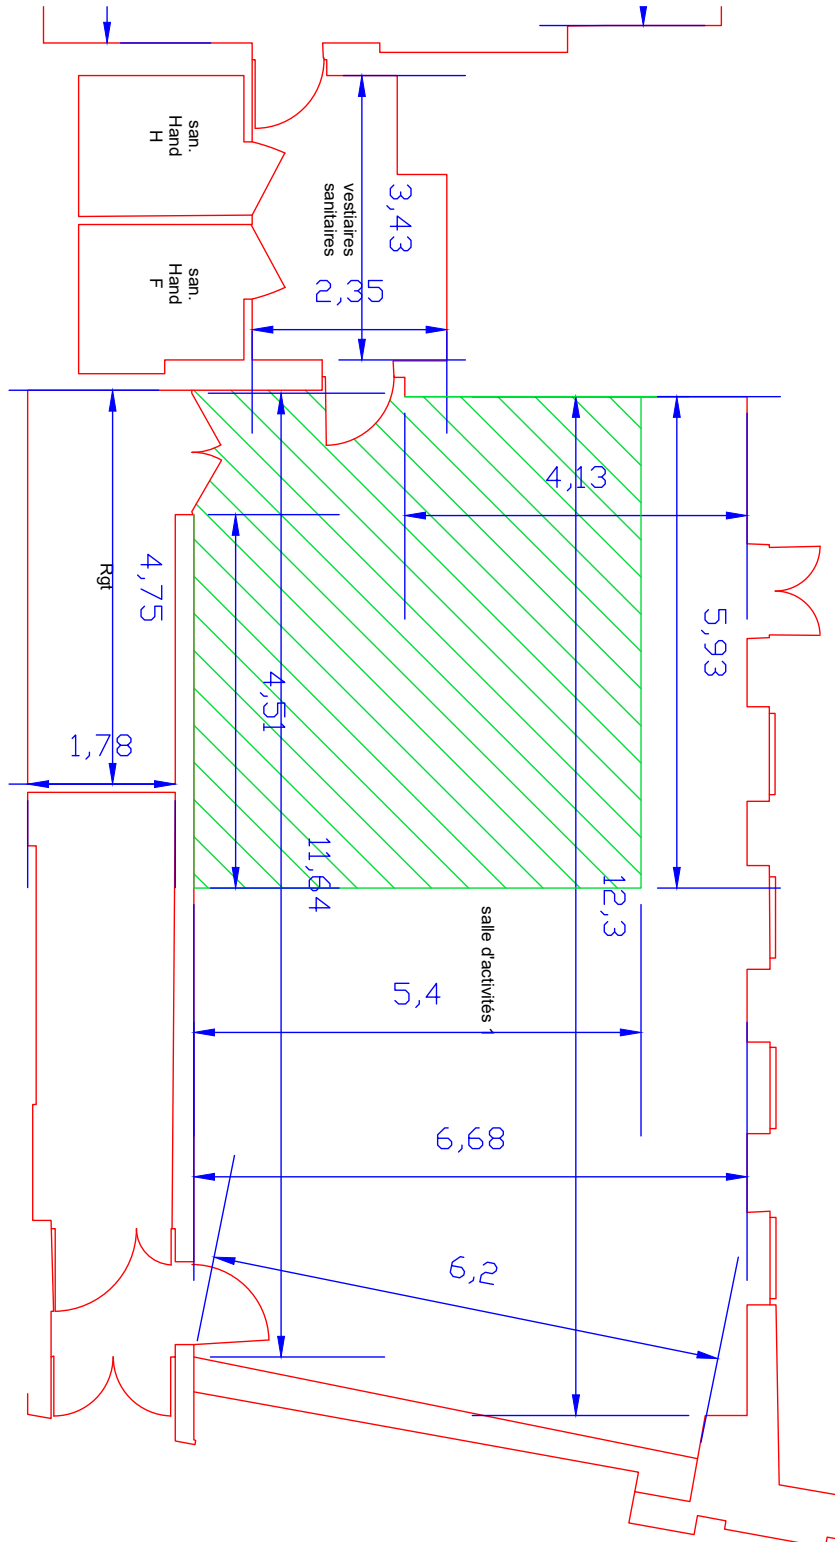 san.
Hand
H
vestiaires
sanitaires
3,43
san.
Hand
F
2,35
4,13
4,75
Rgt
5,93
4,51
1,78
11,64
12,3
salle d'activités 1
5,4
6,68
6,2